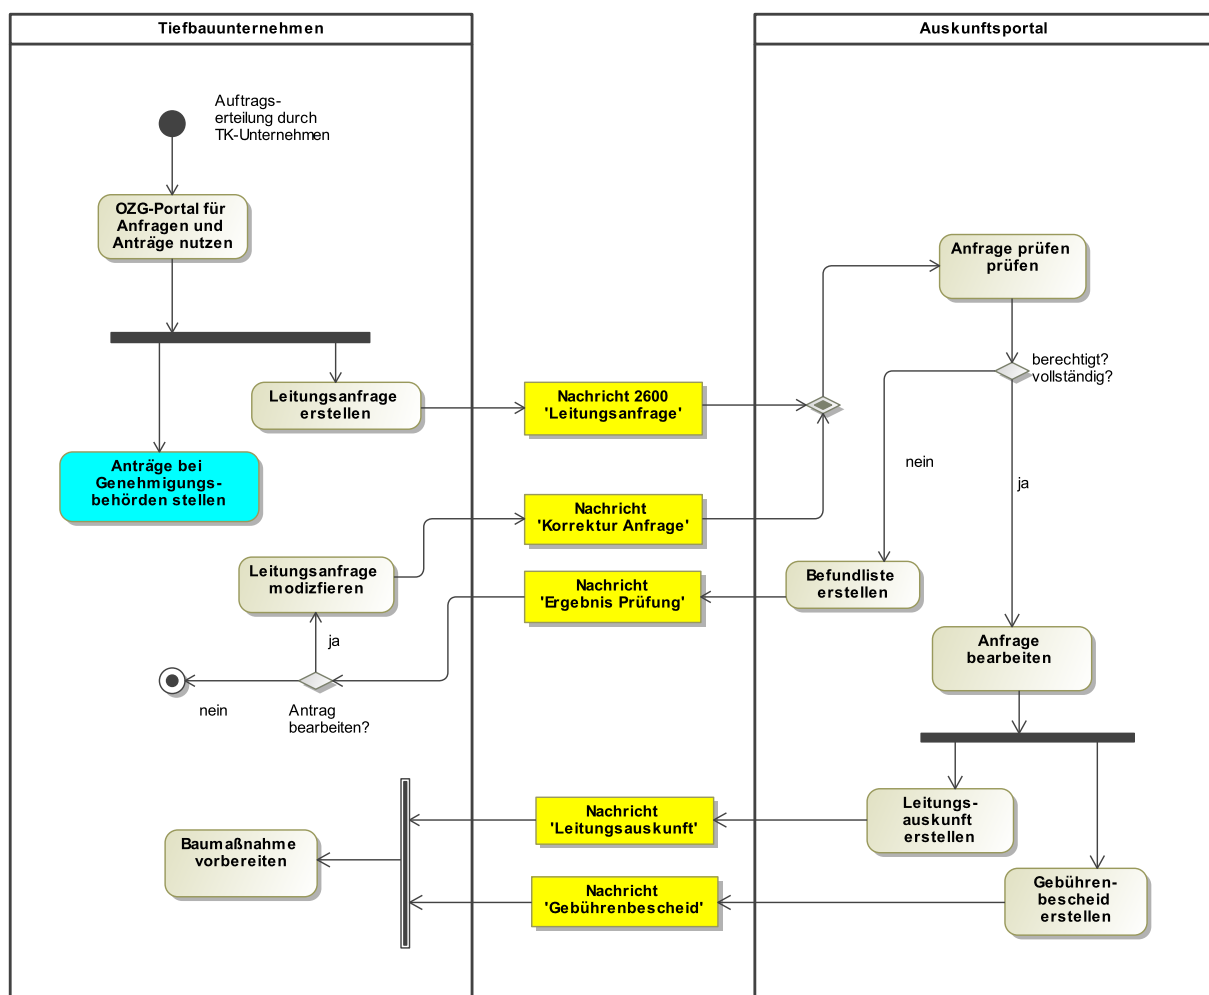 Tiefbauunternehmen
Auskunftsportal
Auftrags-
erteilung durch
TK-Unternehmen
OZG-Portal für
Anfragen und
Anträge nutzen
Anfrage prüfen
prüfen
berechtigt?
vollständig?
Leitungsanfrage
erstellen
Nachricht 2600
'Leitungsanfrage'
nein
ja
Anträge bei
Genehmigungs-
behörden stellen
Nachricht
'Korrektur Anfrage'
Leitungsanfrage
modizfieren
Nachricht
'Ergebnis Prüfung'
Befundliste
erstellen
ja
Anfrage
bearbeiten
nein
Antrag
bearbeiten?
Leitungs-
auskunft
erstellen
Nachricht
'Leitungsauskunft'
Baumaßnahme
vorbereiten
Nachricht
'Gebührenbescheid'
Gebühren-
bescheid
erstellen